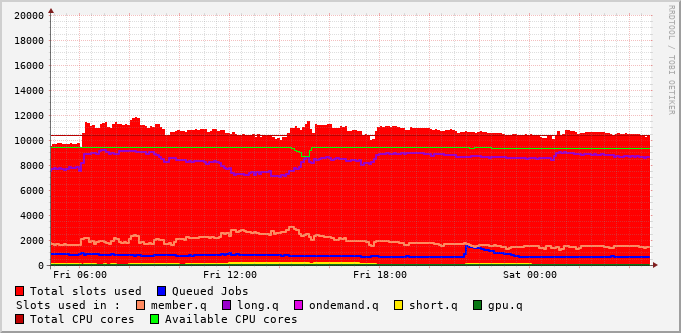 RRDTOOL / TOBI OETIKER
20000
18000
16000
14000
12000
10000
8000
6000
4000
2000
0
Fri 06:00 Fri 12:00 Fri 18:00 Sat 00:00
Total slots used Queued Jobs
Slots used in : member.q long.q ondemand.q short.q gpu.q
Total CPU cores Available CPU cores